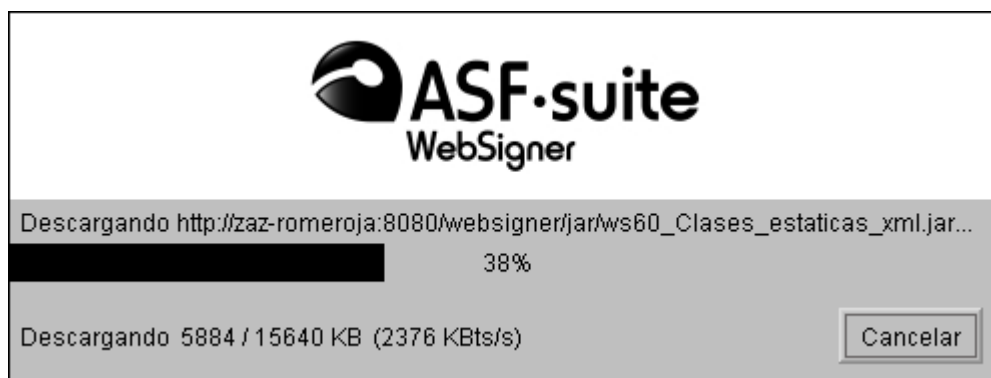 ASF·suite
WebSigner
Descargando http://zaz-romeroja:8080/websigner/jar/ws60_Clases_estaticas_xml.jar...
38%
Descargando 5884 / 15640 KB (2376 KBts/s)
Cancelar